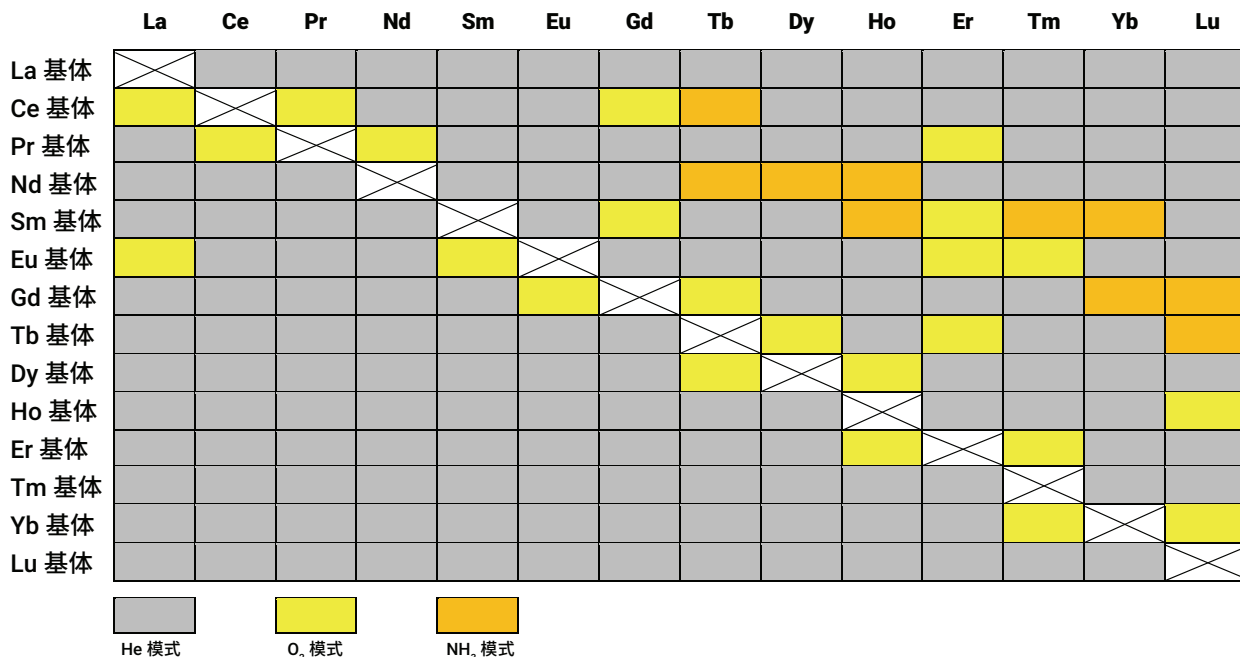 La Ce Pr Nd Sm Eu Gd Tb Dy Ho Er Tm Yb Lu
La 基体
Ce 基体
Pr 基体
Nd 基体
Sm 基体
Eu 基体
Gd 基体
Tb 基体
Dy 基体
Ho 基体
Er 基体
Tm 基体
Yb 基体
Lu 基体
He 模式 O₂ 模式 NH₃ 模式